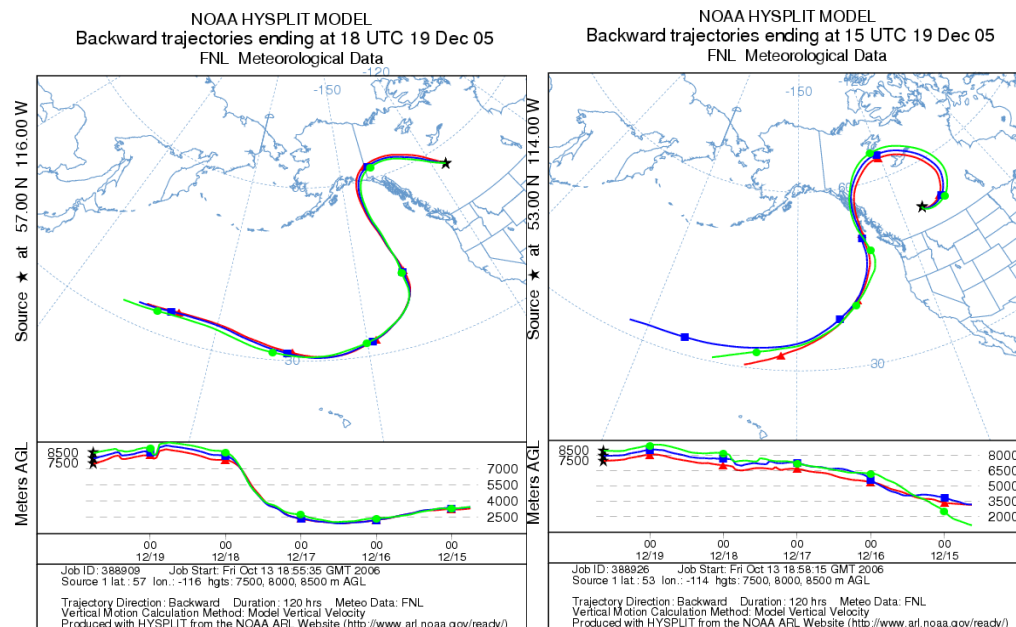 NOAA HYSPLIT MODEL
Backward trajectories ending at 18 UTC 19 Dec 05
FNL Meteorological Data
Source ★ at 57.00 N 116.00 W
-120
-150
60
30
Meters AGL
8500
7500
7000
5500
4000
2500
00 00 00 00 00
12/19 12/18 12/17 12/16 12/15
Job ID: 388909 Job Start: Fri Oct 13 18:55:35 GMT 2006
Source 1 lat.: 57 lon.: -116 hgts: 7500, 8000, 8500 m AGL
Trajectory Direction: Backward Duration: 120 hrs Meteo Data: FNL
Vertical Motion Calculation Method: Model Vertical Velocity
Produced with HYSPLIT from the NOAA ARL Website (http://www.arl.noaa.gov/ready/)
NOAA HYSPLIT MODEL
Backward trajectories ending at 15 UTC 19 Dec 05
FNL Meteorological Data
Source ★ at 53.00 N 114.00 W
-150
60
30
Meters AGL
8500
7500
8000
6500
5000
3500
2000
00 00 00 00 00
12/19 12/18 12/17 12/16 12/15
Job ID: 388926 Job Start: Fri Oct 13 18:58:15 GMT 2006
Source 1 lat.: 53 lon.: -114 hgts: 7500, 8000, 8500 m AGL
Trajectory Direction: Backward Duration: 120 hrs Meteo Data: FNL
Vertical Motion Calculation Method: Model Vertical Velocity
Produced with HYSPLIT from the NOAA ARL Website (http://www.arl.noaa.gov/ready/)